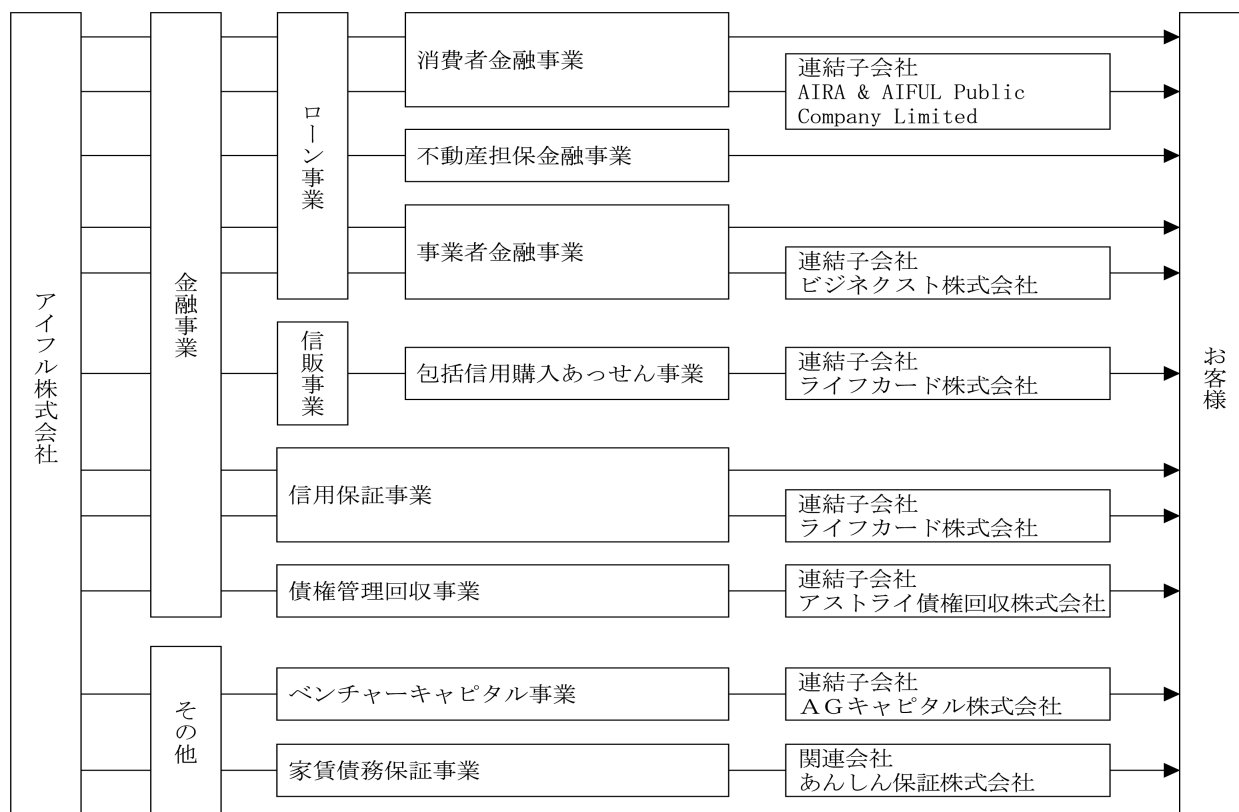 アイフル株式会社
金融事業
ローン事業
消費者金融事業
連結子会社
AIRA & AIFUL Public
Company Limited
不動産担保金融事業
事業者金融事業
連結子会社
ビジネクスト株式会社
信販事業
包括信用購入あっせん事業
連結子会社
ライフカード株式会社
信用保証事業
連結子会社
ライフカード株式会社
債権管理回収事業
連結子会社
アストライ債権回収株式会社
その他
ベンチャーキャピタル事業
連結子会社
AGキャピタル株式会社
家賃債務保証事業
関連会社
あんしん保証株式会社
お客様